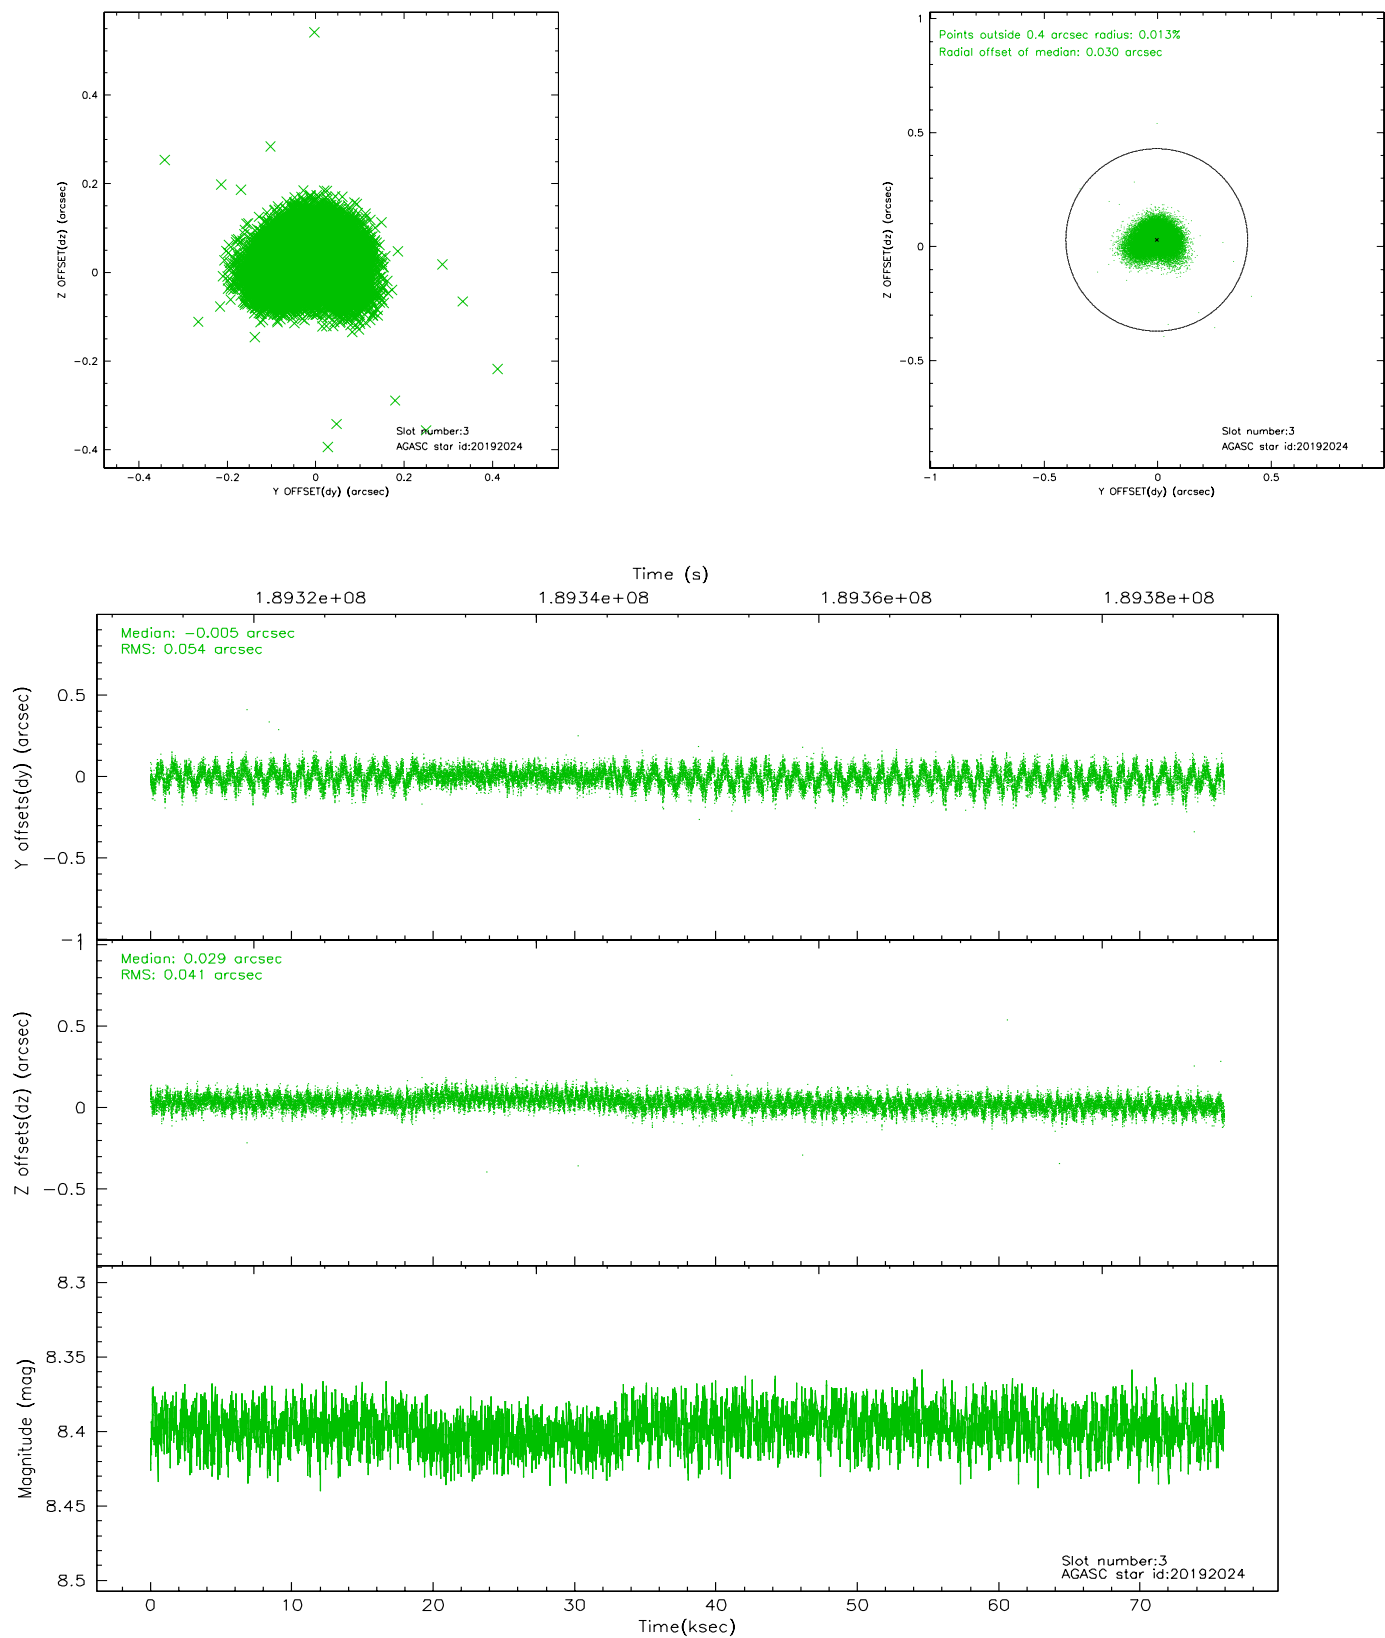 0.4
0.2
0
−0.2
−0.4
Z OFFSET(dz) (arcsec)
−0.4
−0.2
0
0.2
0.4
Y OFFSET(dy) (arcsec)
Slot number:3
AGASC star id:20192024
Points outside 0.4 arcsec radius: 0.013%
Radial offset of median: 0.030 arcsec
1
0.5
0
−0.5
Z OFFSET(dz) (arcsec)
−1
−0.5
0
0.5
Y OFFSET(dy) (arcsec)
Slot number:3
AGASC star id:20192024
Time (s)
1.8932e+08
1.8934e+08
1.8936e+08
1.8938e+08
Median: −0.005 arcsec
RMS: 0.054 arcsec
0.5
0
−0.5
−1
Y offsets(dy) (arcsec)
Median: 0.029 arcsec
RMS: 0.041 arcsec
1
0.5
0
−0.5
Z offsets(dz) (arcsec)
8.3
8.35
8.4
8.45
8.5
Magnitude (mag)
Slot number:3
AGASC star id:20192024
0
10
20
30
40
50
60
70
Time(ksec)